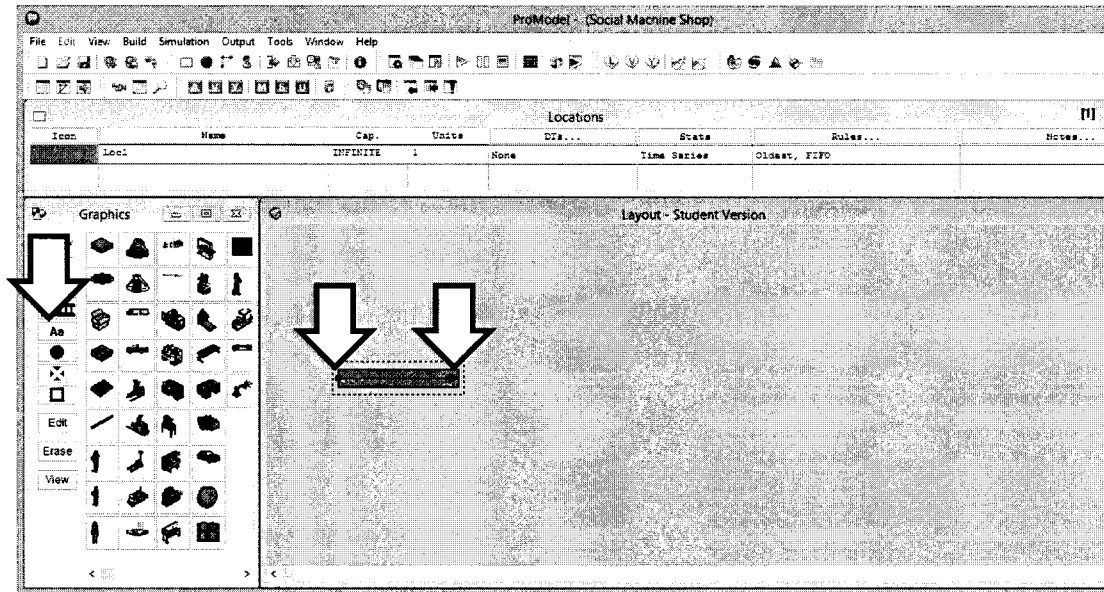 ProModel - (Social Machine Shop)
File Edit View Build Simulation Output Tools Window Help
Locations
[1]
Icon Name Cap. Units DTs... Stats Rules... Notes...
Loc1 INFINITE 1 None Time Series Oldest, FIFO
Graphics
Layout - Student Version
Aa
Edit
Erase
View